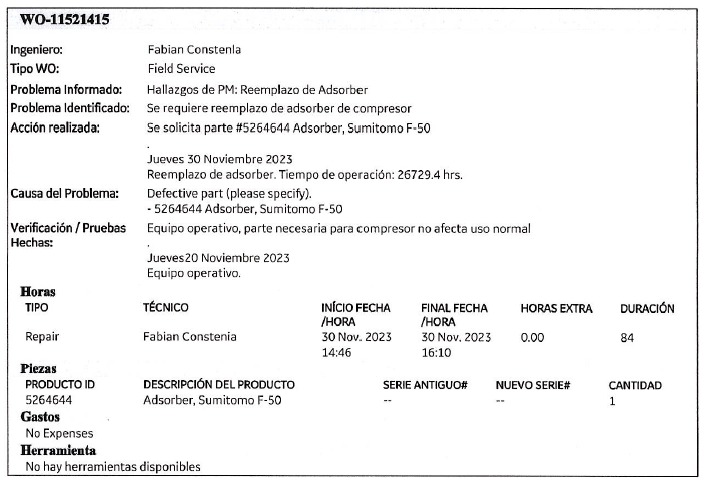 WO-11521415
Ingeniero: Fabian Constenla
Tipo WO: Field Service
Problema Informado: Hallazgos de PM: Reemplazo de Adsorber
Problema Identificado: Se requiere reemplazo de adsorber de compresor
Acción realizada: Se solicita parte #5264644 Adsorber, Sumitomo F-50
.
Jueves 30 Noviembre 2023
Reemplazo de adsorber. Tiempo de operación: 26729.4 hrs.
Causa del Problema: Defective part (please specify).
- 5264644 Adsorber, Sumitomo F-50
Verificación / Pruebas Equipo operativo, parte necesaria para compresor no afecta uso normal
Hechas: .
Jueves20 Noviembre 2023
Equipo operativo.
Horas
TIPO TÉCNICO INÍCIO FECHA FINAL FECHA HORAS EXTRA DURACIÓN
/HORA /HORA
Repair Fabian Constenla 30 Nov. 2023 30 Nov. 2023 0.00 84
14:46 16:10
Piezas
PRODUCTO ID DESCRIPCIÓN DEL PRODUCTO SERIE ANTIGUO# NUEVO SERIE# CANTIDAD
5264644 Adsorber, Sumitomo F-50 -- -- 1
Gastos
No Expenses
Herramienta
No hay herramientas disponibles